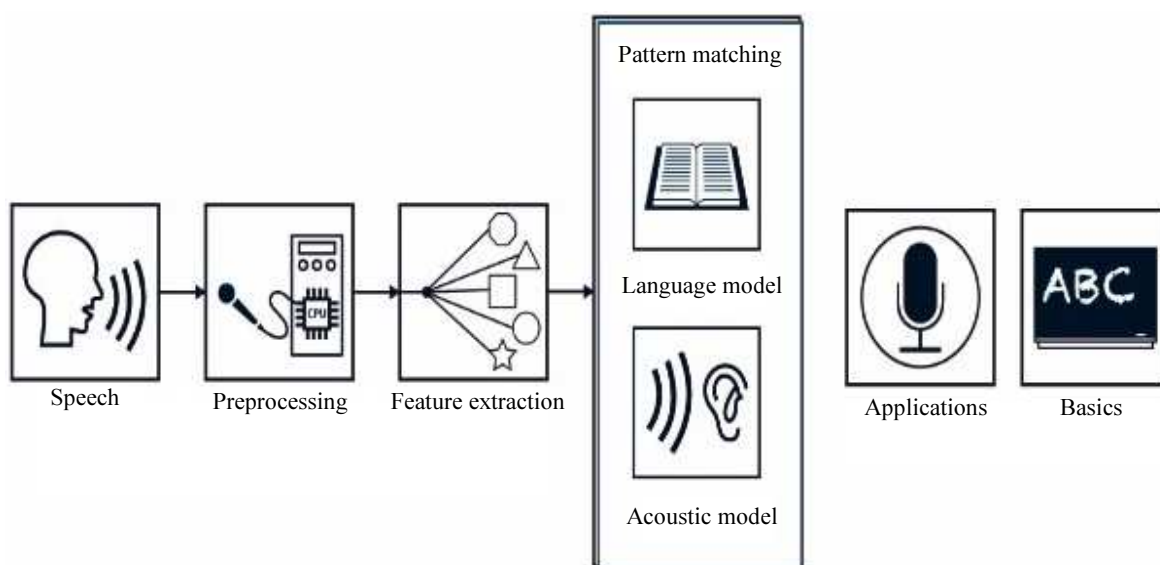 Pattern matching
Language model
Acoustic model
CPU
ABC
Speech
Preprocessing
Feature extraction
Applications
Basics